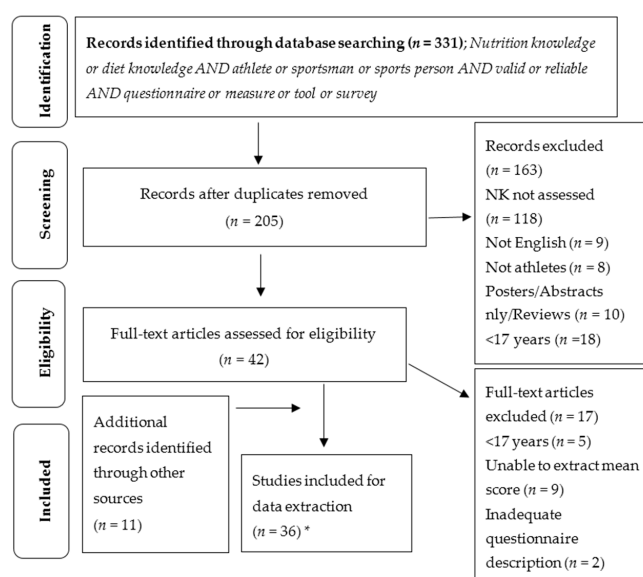 Identification
Records identified through database searching (n = 331); Nutrition knowledge
or diet knowledge AND athlete or sportsman or sports person AND valid or reliable
AND questionnaire or measure or tool or survey
Screening
Records after duplicates removed
(n = 205)
Records excluded
(n = 163)
NK not assessed
(n = 118)
Not English (n = 9)
Not athletes (n = 8)
Posters/Abstracts
nly/Reviews (n = 10)
<17 years (n =18)
Eligibility
Full-text articles assessed for eligibility
(n = 42)
Full-text articles
excluded (n = 17)
<17 years (n = 5)
Unable to extract mean
score (n = 9)
Inadequate
questionnaire
description (n = 2)
Included
Additional
records identified
through other
sources
(n = 11)
Studies included for
data extraction
(n = 36) *